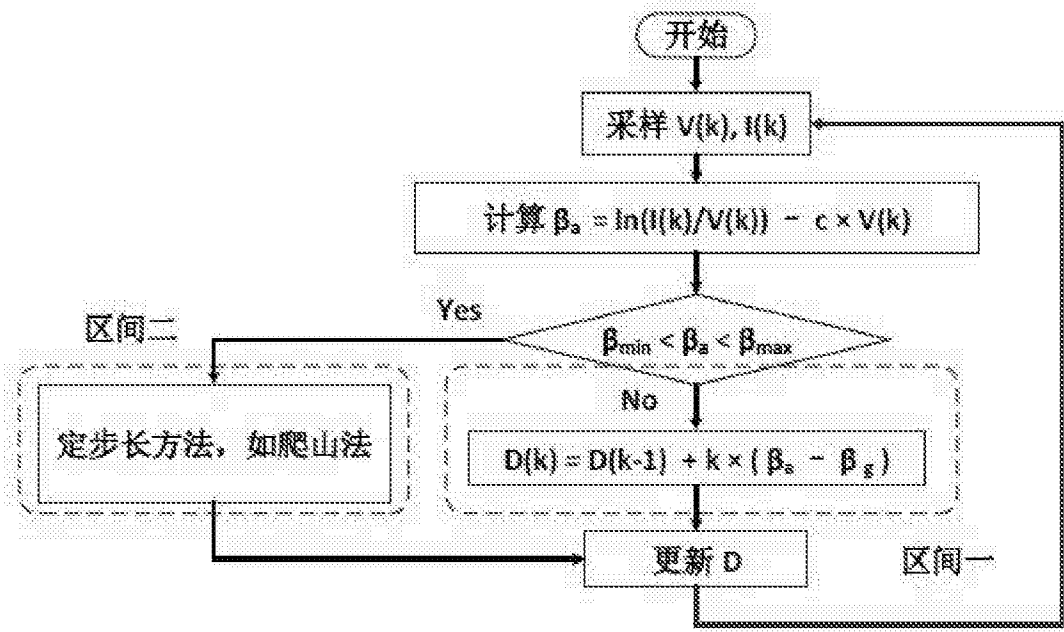 开始
采样 V(k), I(k)
计算 βa = ln(I(k)/V(k)) - c × V(k)
Yes
区间二
βmin < βa < βmax
No
定步长方法，如爬山法
D(k) = D(k-1) + k × ( βa - βg )
更新 D
区间一